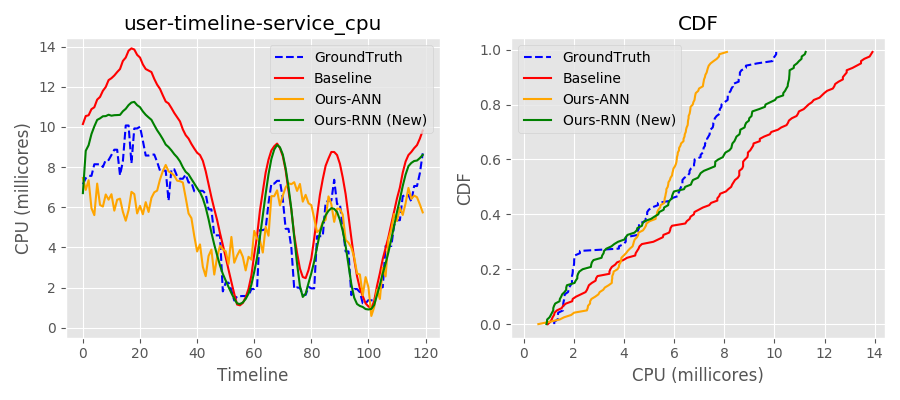 user-timeline-service_cpu
CPU (millicores)
14
12
10
8
6
4
2
0
GroundTruth
Baseline
Ours-ANN
Ours-RNN (New)
0 20 40 60 80 100 120
Timeline
CDF
CDF
1.0
0.8
0.6
0.4
0.2
0.0
GroundTruth
Baseline
Ours-ANN
Ours-RNN (New)
0 2 4 6 8 10 12 14
CPU (millicores)